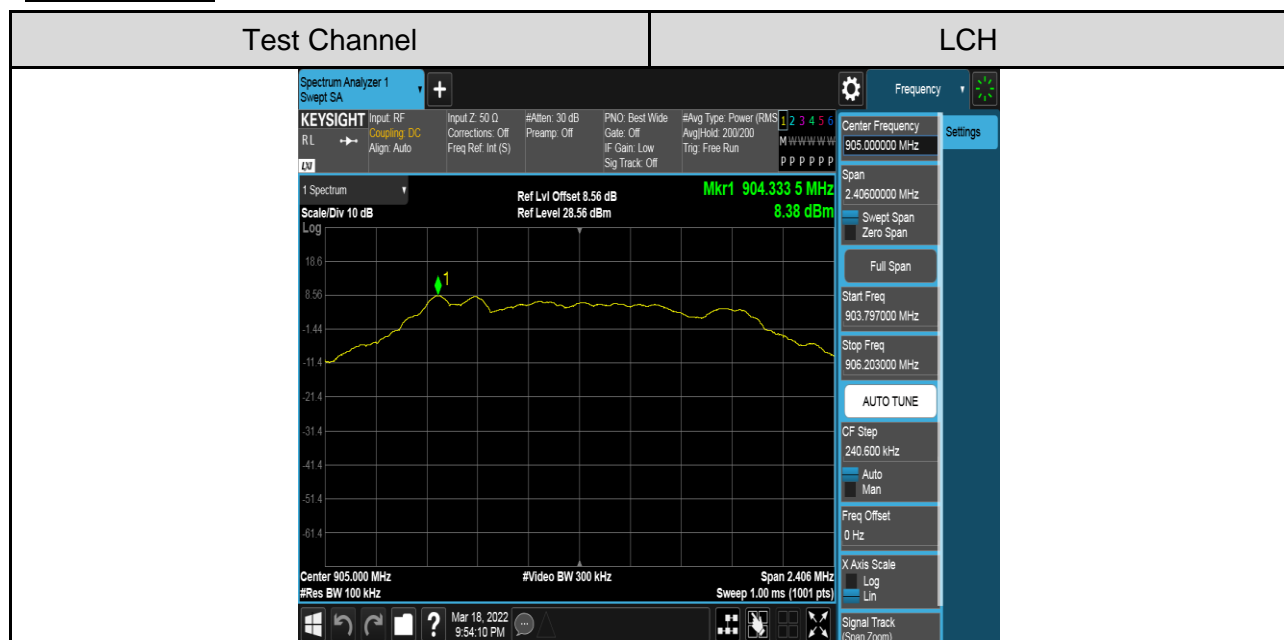 Test Channel
LCH
Spectrum Analyzer 1
Swept SA
+
Frequency
KEYSIGHT
RL
LXI
Input: RF
Coupling: DC
Align: Auto
Input Z: 50 Ω
Corrections: Off
Freq Ref: Int (S)
#Atten: 30 dB
Preamp: Off
PNO: Best Wide
Gate: Off
IF Gain: Low
Sig Track: Off
#Avg Type: Power (RMS
Avg|Hold: 200/200
Trig: Free Run
1 2 3 4 5 6
M W W W W W
P P P P P P
1 Spectrum
Scale/Div 10 dB
Log
Ref Lvl Offset 8.56 dB
Ref Level 28.56 dBm
Mkr1 904.333 5 MHz
8.38 dBm
18.6
8.56
-1.44
-11.4
-21.4
-31.4
-41.4
-51.4
-61.4
1
Center 905.000 MHz
#Res BW 100 kHz
#Video BW 300 kHz
Span 2.406 MHz
Sweep 1.00 ms (1001 pts)
Center Frequency
905.000000 MHz
Settings
Span
2.40600000 MHz
Swept Span
Zero Span
Full Span
Start Freq
903.797000 MHz
Stop Freq
906.203000 MHz
AUTO TUNE
CF Step
240.600 kHz
Auto
Man
Freq Offset
0 Hz
X Axis Scale
Log
Lin
Signal Track
(Span Zoom)
?
Mar 18, 2022
9:54:10 PM